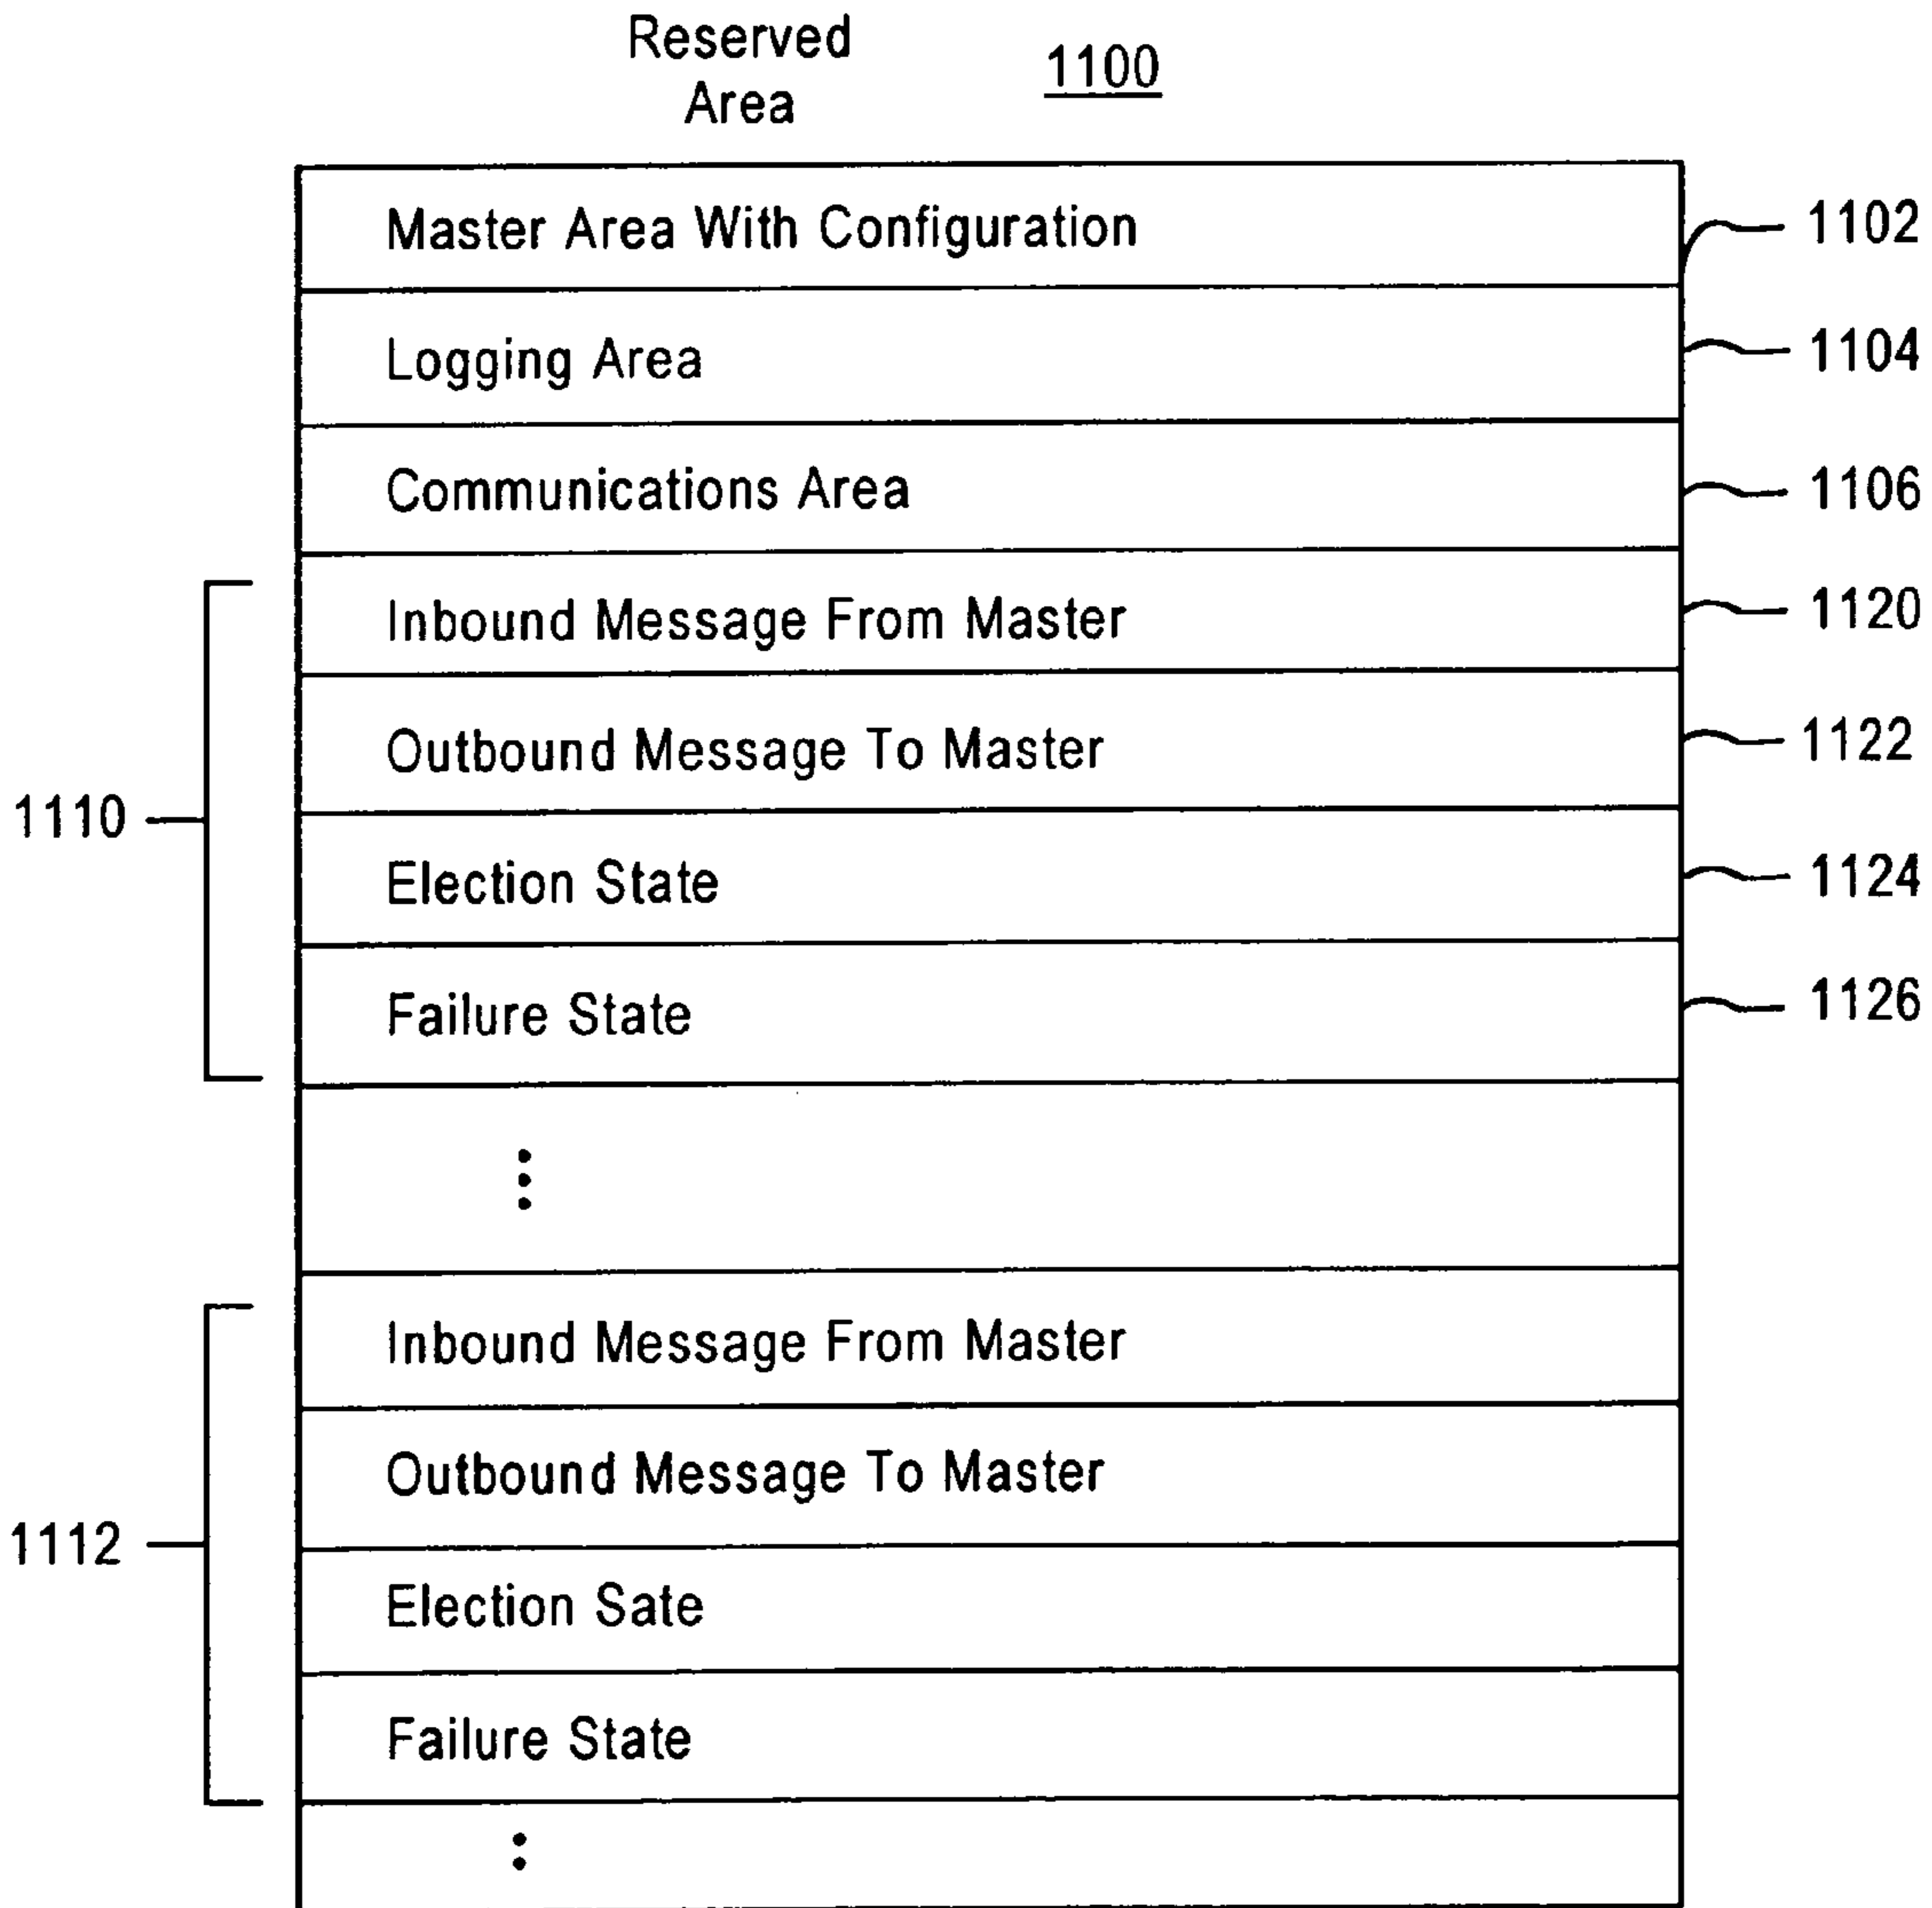 Reserved
Area
1100
Master Area With Configuration
1102
Logging Area
1104
Communications Area
1106
Inbound Message From Master
1120
Outbound Message To Master
1122
1110
Election State
1124
Failure State
1126
Inbound Message From Master
Outbound Message To Master
1112
Election Sate
Failure State